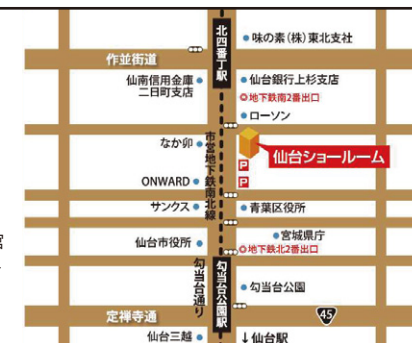 味の素(株)東北支社
北四番丁駅
作並街道
仙南信用金庫
二日町支店
仙台銀行上杉支店
地下鉄南2番出口
ローソン
なか卯
仙台ショールーム
P
P
市営地下鉄南北線
ONWARD
サンクス
青葉区役所
宮城県庁
仙台市役所
地下鉄北2番出口
勾当台通り
勾当台公園駅
勾当台公園
定禅寺通
45
仙台三越
↓仙台駅